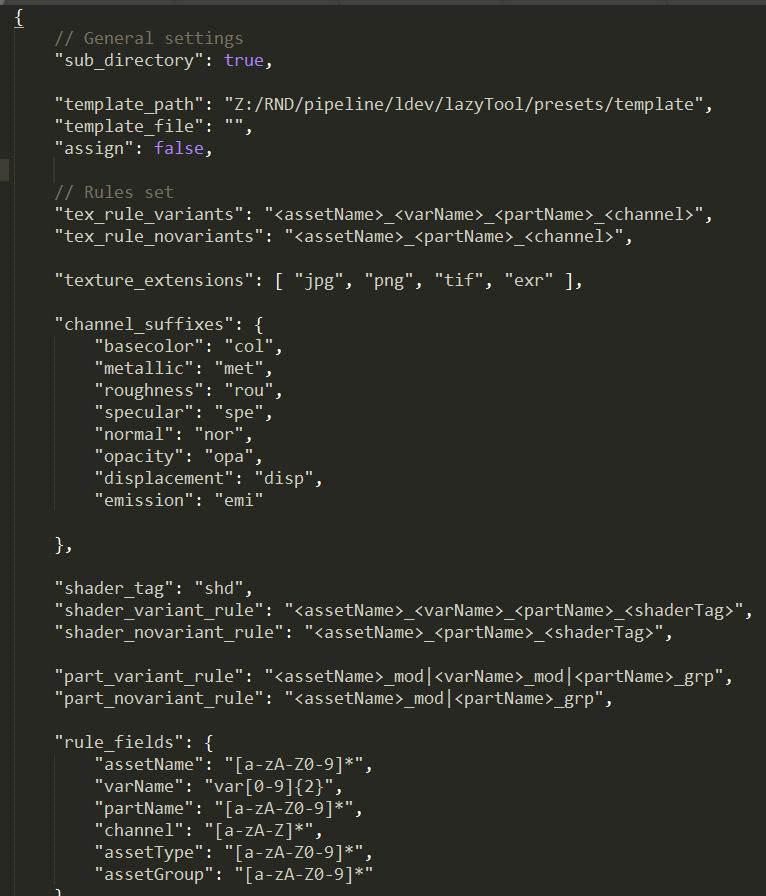 {
// General settings
"sub_directory": true,
"template_path": "Z:/RND/pipeline/ldev/lazyTool/presets/template",
"template_file": "",
"assign": false,
// Rules set
"tex_rule_variants": "<assetName>_<varName>_<partName>_<channel>",
"tex_rule_novariants": "<assetName>_<partName>_<channel>",
"texture_extensions": [ "jpg", "png", "tif", "exr" ],
"channel_suffixes": {
"basecolor": "col",
"metallic": "met",
"roughness": "rou",
"specular": "spe",
"normal": "nor",
"opacity": "opa",
"displacement": "disp",
"emission": "emi"
},
"shader_tag": "shd",
"shader_variant_rule": "<assetName>_<varName>_<partName>_<shaderTag>",
"shader_novariant_rule": "<assetName>_<partName>_<shaderTag>",
"part_variant_rule": "<assetName>_mod|<varName>_mod|<partName>_grp",
"part_novariant_rule": "<assetName>_mod|<partName>_grp",
"rule_fields": {
"assetName": "[a-zA-Z0-9]*",
"varName": "var[0-9]{2}",
"partName": "[a-zA-Z0-9]*",
"channel": "[a-zA-Z]*",
"assetType": "[a-zA-Z0-9]*",
"assetGroup": "[a-zA-Z0-9]*"
}